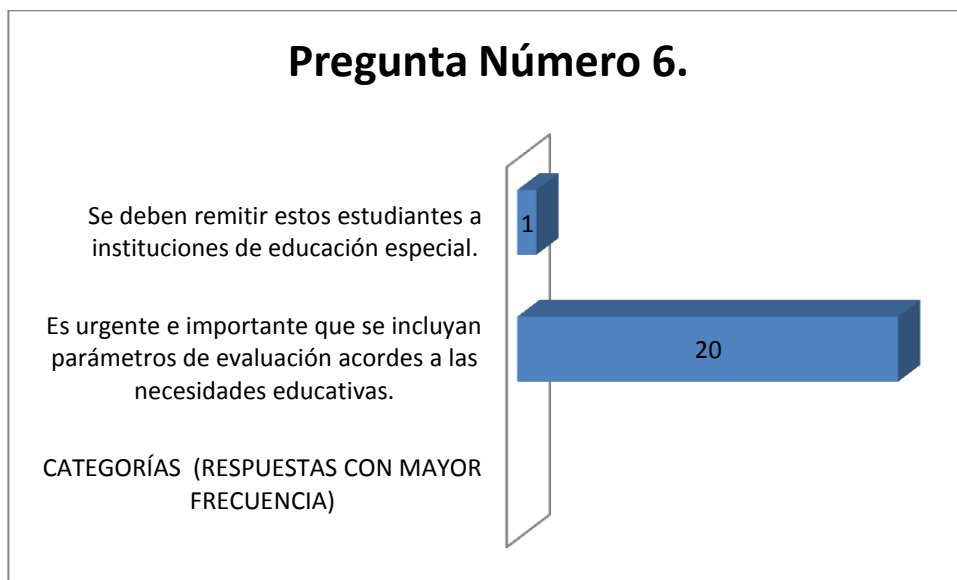 Pregunta Número 6.
Se deben remitir estos estudiantes a
instituciones de educación especial.
1
Es urgente e importante que se incluyan
parámetros de evaluación acordes a las
necesidades educativas.
20
CATEGORÍAS  (RESPUESTAS CON MAYOR
FRECUENCIA)